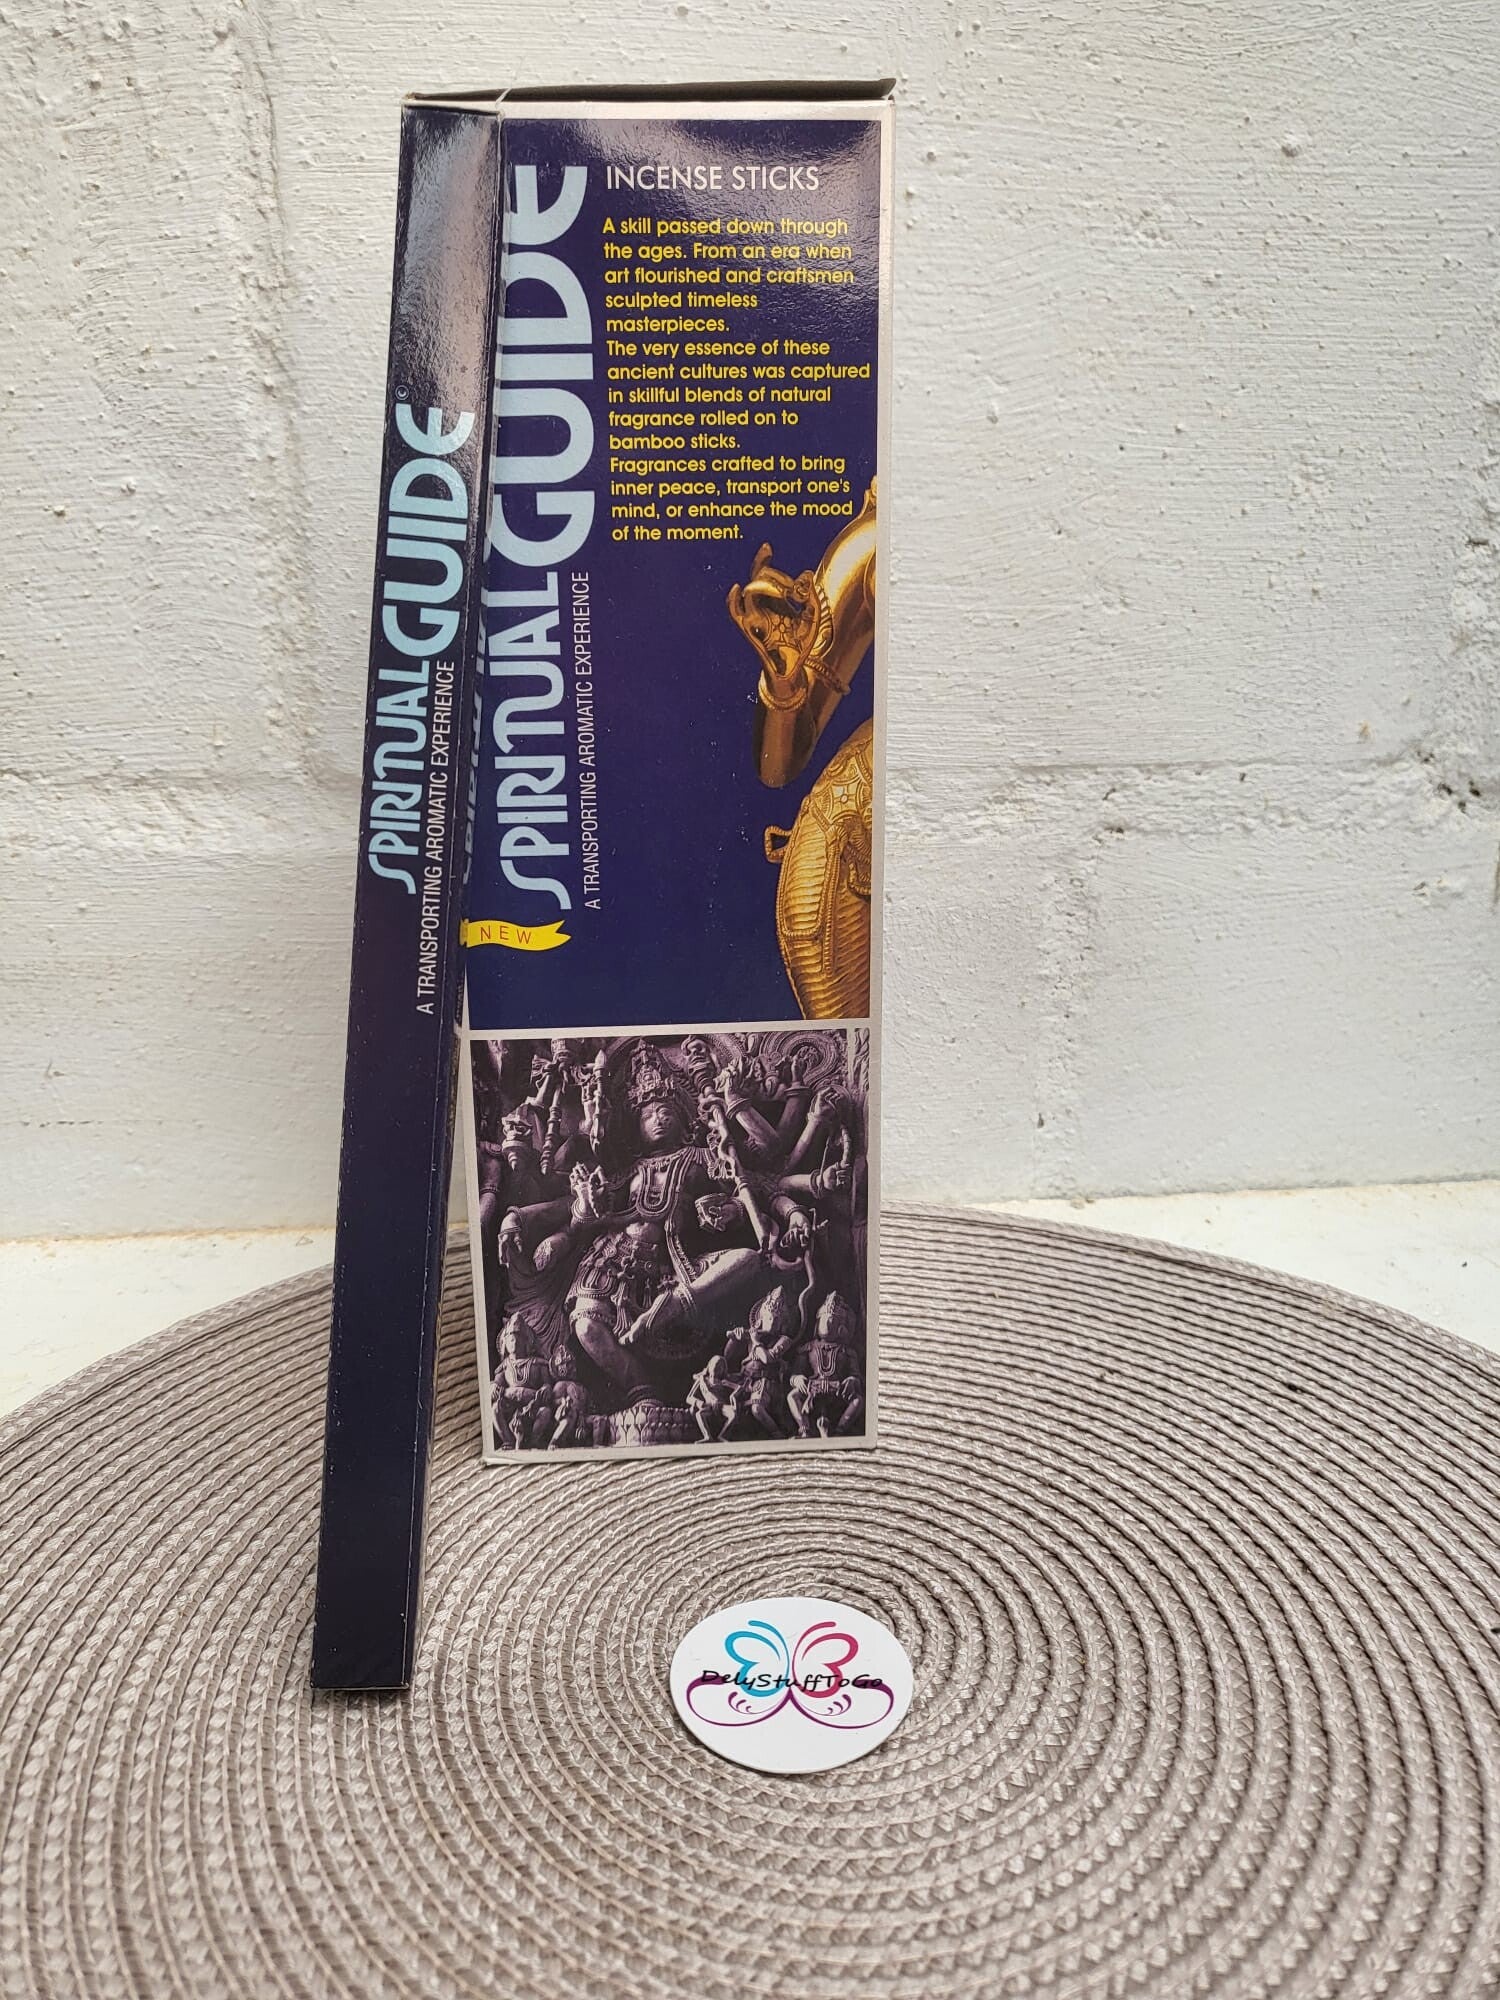 SPIRITUAL GUIDE ©
A TRANSPORTING AROMATIC EXPERIENCE
SPIRITUAL GUIDE
A TRANSPORTING AROMATIC EXPERIENCE
NEW
INCENSE STICKS
A skill passed down through
the ages. From an era when
art flourished and craftsmen
sculpted timeless
masterpieces.
The very essence of these
ancient cultures was captured
in skillful blends of natural
fragrance rolled on to
bamboo sticks.
Fragrances crafted to bring
inner peace, transport one's
mind, or enhance the mood
of the moment.
DelyStuffToGo